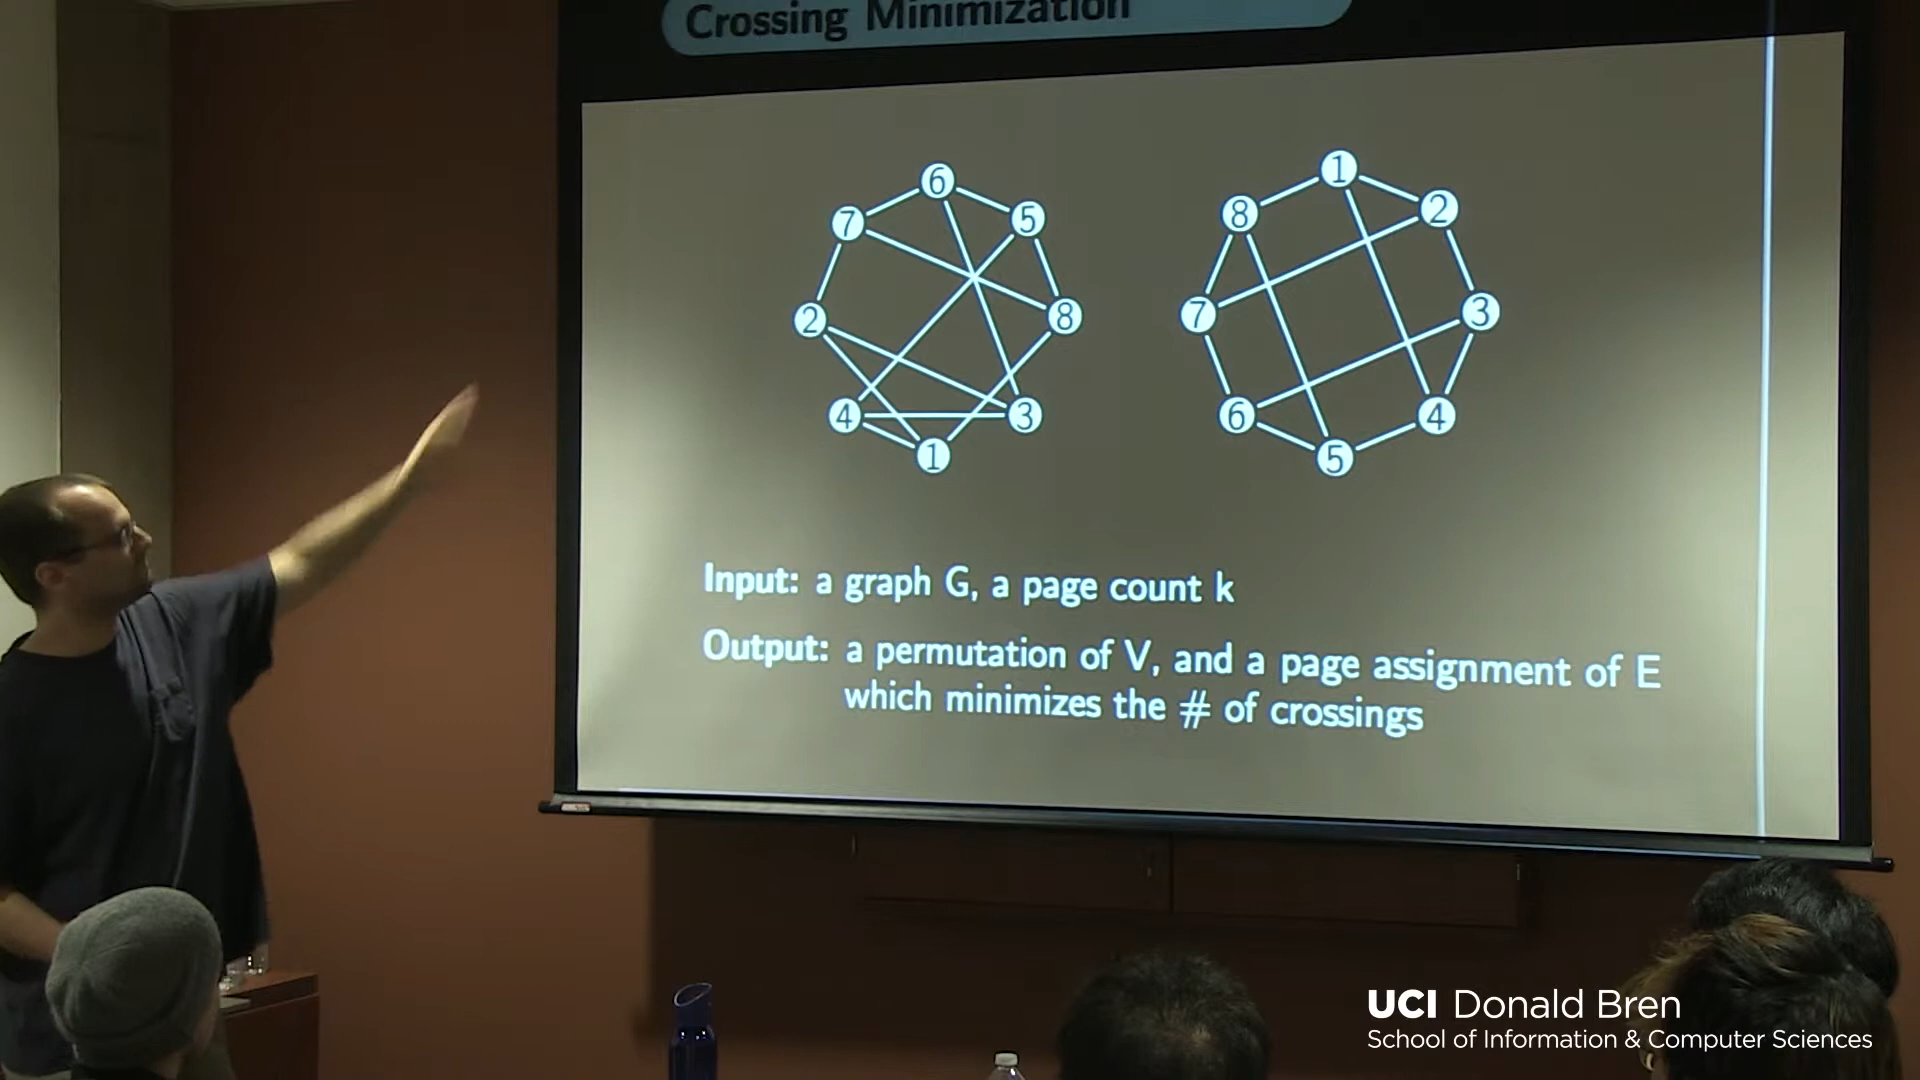 Crossing Minimization
6
7
5
2
8
4
3
1
1
8
2
7
3
6
4
5
Input: a graph G, a page count k
Output: a permutation of V, and a page assignment of E
which minimizes the # of crossings
UCI Donald Bren
School of Information & Computer Sciences